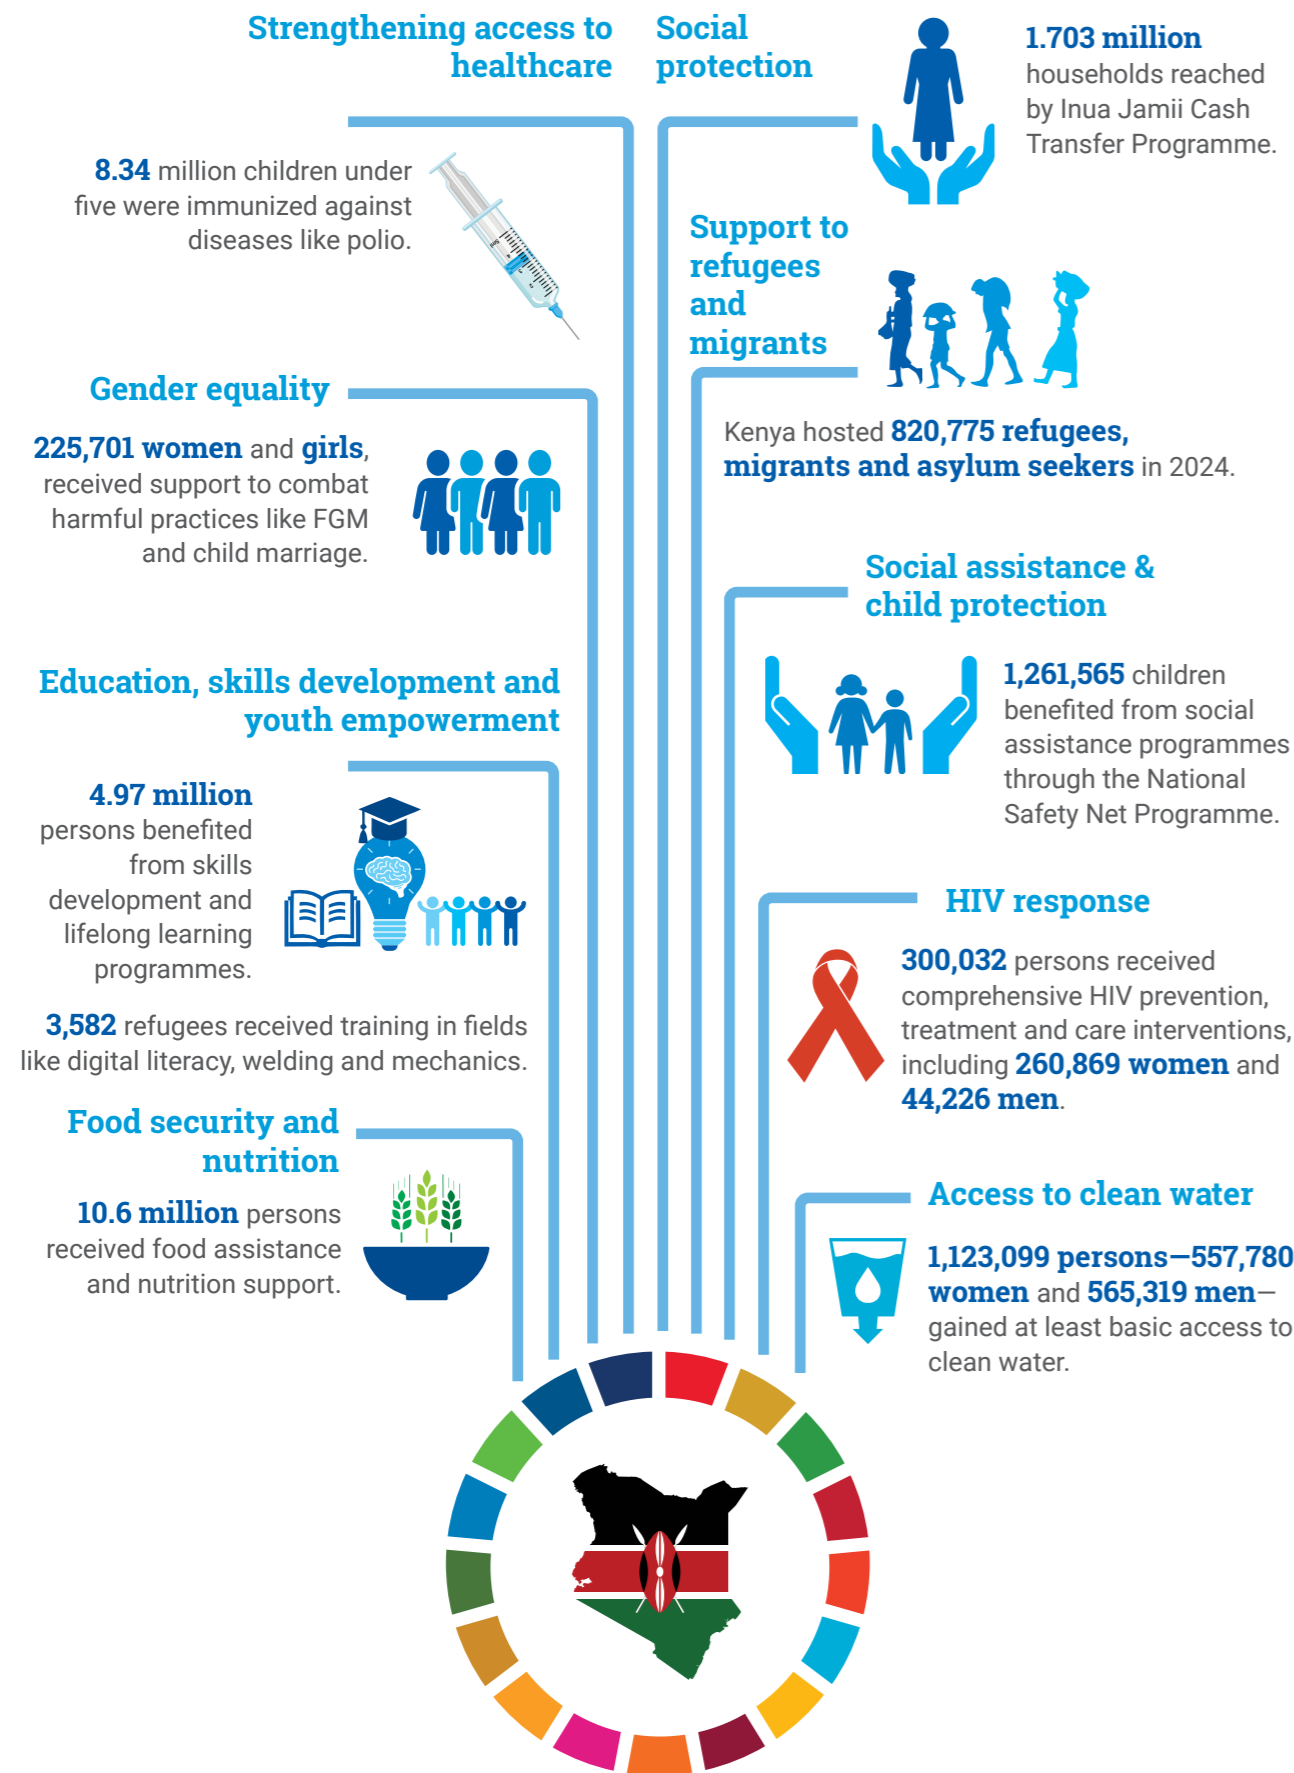 Strengthening access to
healthcare
8.34 million children under
five were immunized against
diseases like polio.
Gender equality
225,701 women and girls,
received support to combat
harmful practices like FGM
and child marriage.
Education, skills development and
youth empowerment
4.97 million
persons benefited
from skills
development and
lifelong learning
programmes.
3,582 refugees received training in fields
like digital literacy, welding and mechanics.
Food security and
nutrition
10.6 million persons
received food assistance
and nutrition support.
Social
protection
1.703 million
households reached
by Inua Jamii Cash
Transfer Programme.
Support to
refugees
and
migrants
Kenya hosted 820,775 refugees,
migrants and asylum seekers in 2024.
Social assistance &
child protection
1,261,565 children
benefited from social
assistance programmes
through the National
Safety Net Programme.
HIV response
300,032 persons received
comprehensive HIV prevention,
treatment and care interventions,
including 260,869 women and
44,226 men.
Access to clean water
1,123,099 persons—557,780
women and 565,319 men—
gained at least basic access to
clean water.